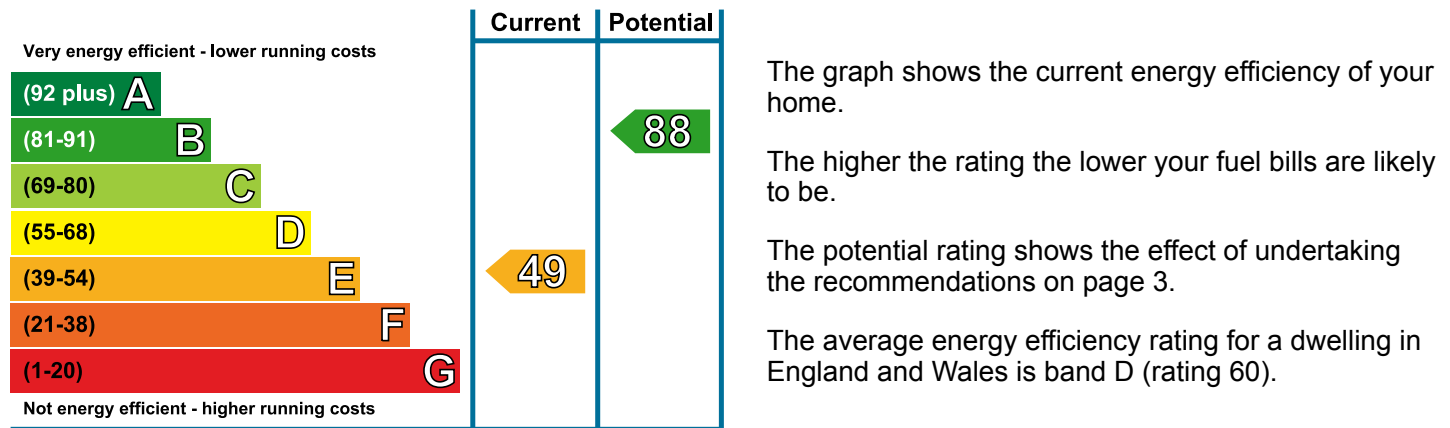 Current Potential
Very energy efficient - lower running costs
(92 plus) A
(81-91) B
88
(69-80) C
(55-68) D
(39-54) E
49
(21-38) F
(1-20) G
Not energy efficient - higher running costs
The graph shows the current energy efficiency of your
home.
The higher the rating the lower your fuel bills are likely
to be.
The potential rating shows the effect of undertaking
the recommendations on page 3.
The average energy efficiency rating for a dwelling in
England and Wales is band D (rating 60).